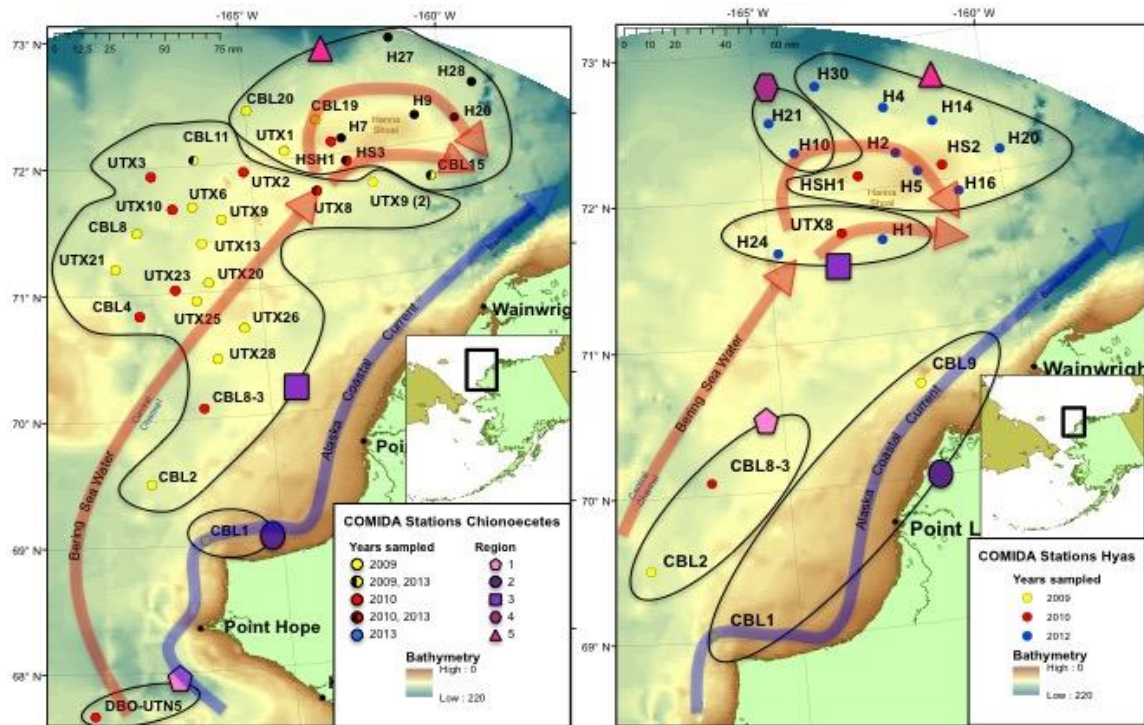 -165°W
-160°
73° N
0 12.5 25 50 75 nm
H27
H28
CBL20
CBL19
H9
H20
CBL11
UTX1
H7
Hanna
Shoal
UTX3
HSH1
HS3
CBL15
72° N
UTX2
UTX6
UTX10
UTX9
UTX8
UTX9 (2)
CBL8
UTX13
UTX21
UTX23
UTX20
71° N
CBL4
UTX25
UTX26
Wainwrig
UTX28
CBL8-3
70° N
Poi
CBL2
Bering Sea Water
Alaska Coastal Current
CBL1
69° N
Point Hope
68° N
DBO-UTN5
COMIDA Stations Chionoecetes
Years sampled
Region
2009
1
2009, 2013
2
2010
3
2010, 2013
4
2013
5
Bathymetry
High : 0
Low : 220
-165°W
-160°
73° N
0 10 20 40 60 nm
H30
H4
H14
H21
H10
H2
HS2
H20
72° N
HSH1
Hanna
Shoal
H5
H16
UTX8
H1
H24
71° N
CBL9
Wainwright
Bering Sea Water
CBL8-3
70° N
Alaska Coastal Current
Point L
CBL2
CBL1
69° N
COMIDA Stations Hyas
Years sampled
2009
2010
2012
Bathymetry
High : 0
Low : 220